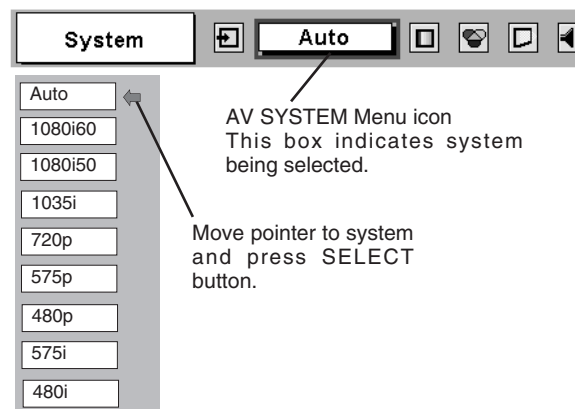 System
Auto
Auto
1080i60
1080i50
1035i
720p
575p
480p
575i
480i
AV SYSTEM Menu icon
This box indicates system
being selected.
Move pointer to system
and press SELECT
button.